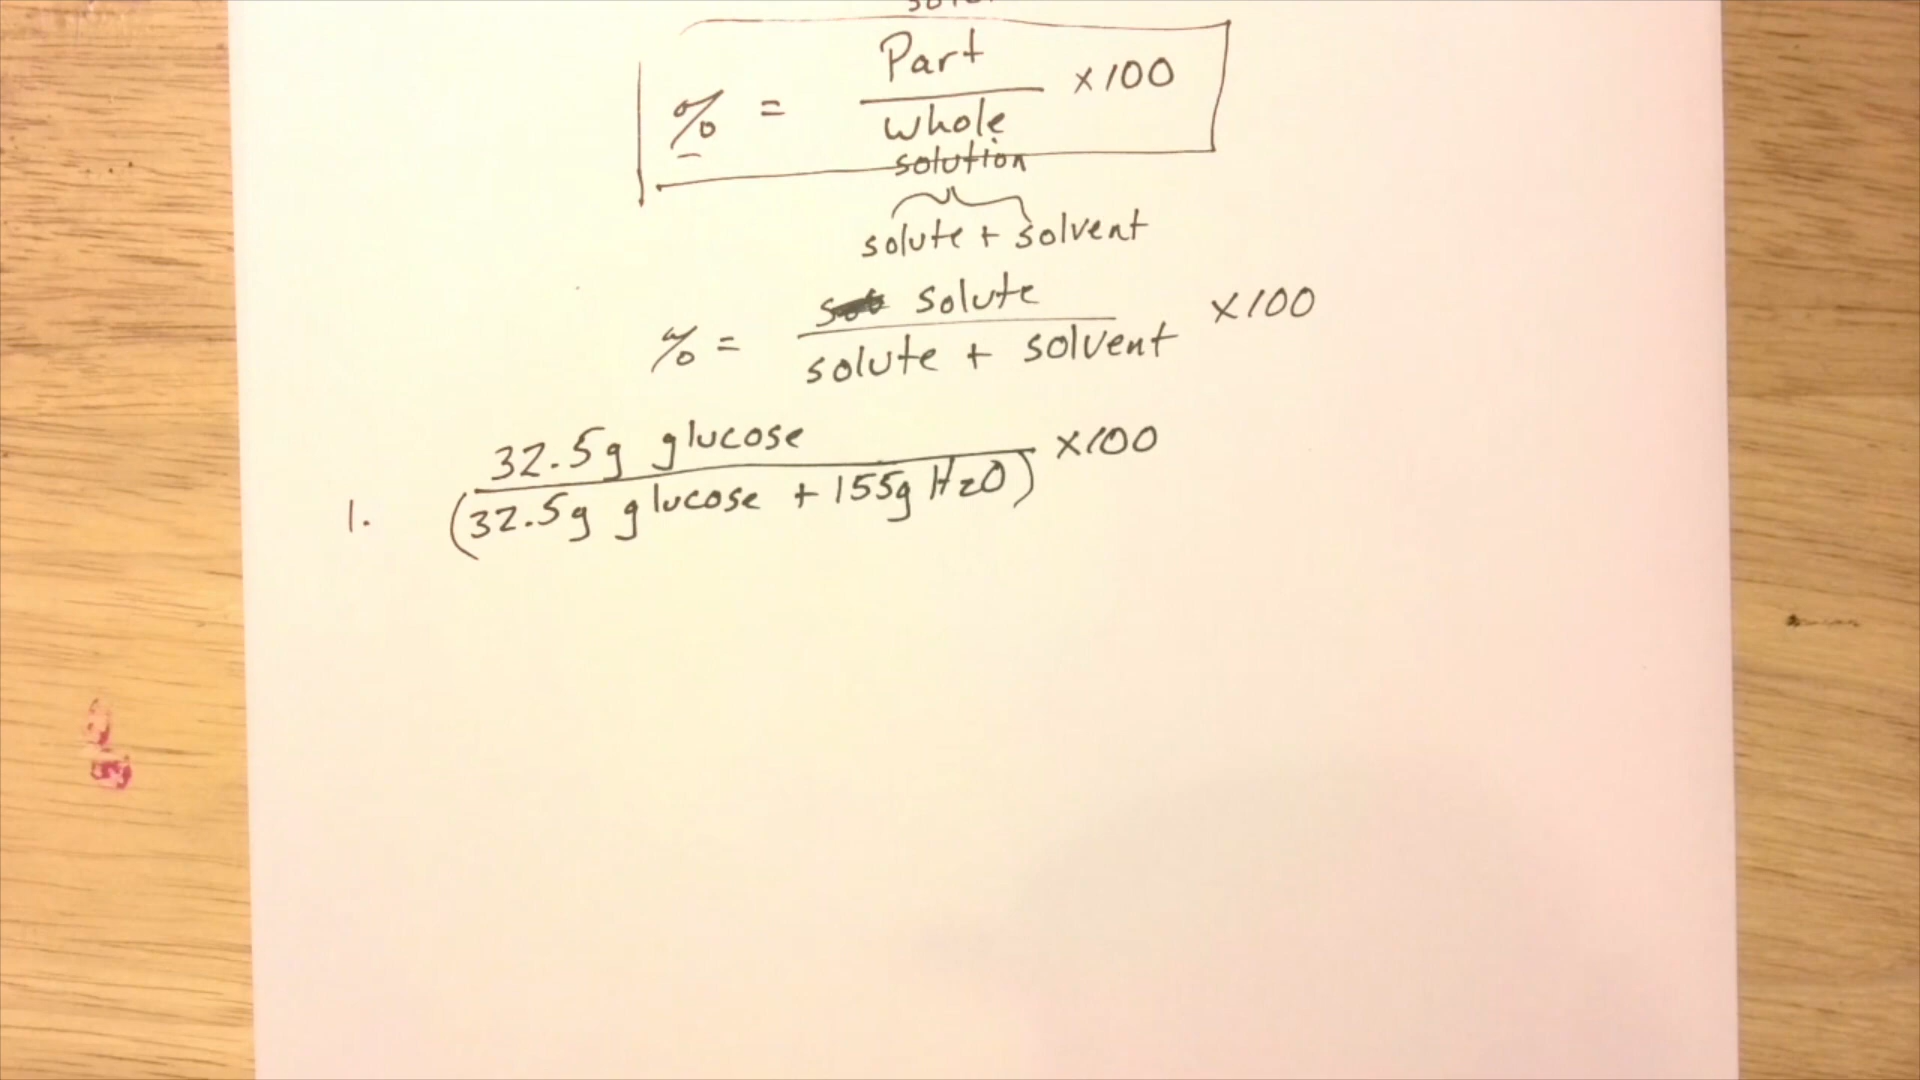 Part
% = ——— ×100
whole
solution
solute + solvent
solute
% = ——— ×100
solute + solvent
32.5g glucose
1. ——— ×100
(32.5g glucose + 155g H2O)